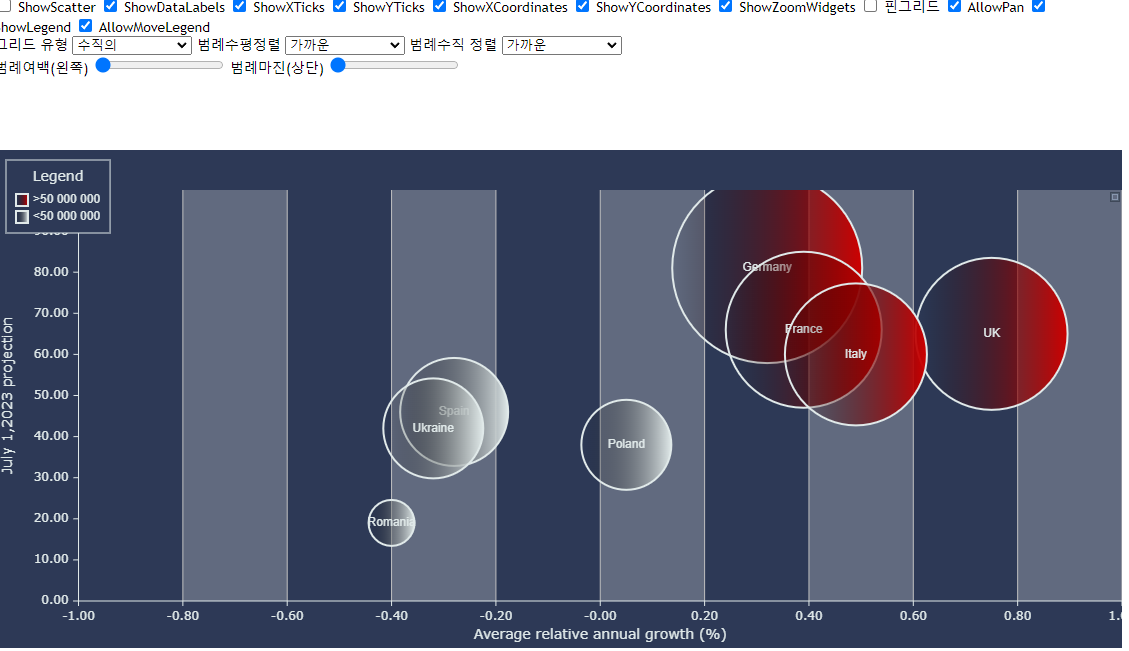 ShowScatter ShowDataLabels ShowXTicks ShowYTicks ShowXCoordinates ShowYCoordinates ShowZoomWidgets 핀그리드 AllowPan
ShowLegend AllowMoveLegend
그리드 유형 수직의 범례수평정렬 가까운 범례수직 정렬 가까운
범례여백(왼쪽) 범례마진(상단)
Legend
>50 000 000
<50 000 000
90.00
80.00
70.00
60.00
50.00
40.00
30.00
20.00
10.00
0.00
July 1,2023 projection
Germany
France
UK
Italy
Spain
Ukraine
Poland
Romania
-1.00 -0.80 -0.60 -0.40 -0.20 -0.00 0.20 0.40 0.60 0.80 1.0
Average relative annual growth (%)